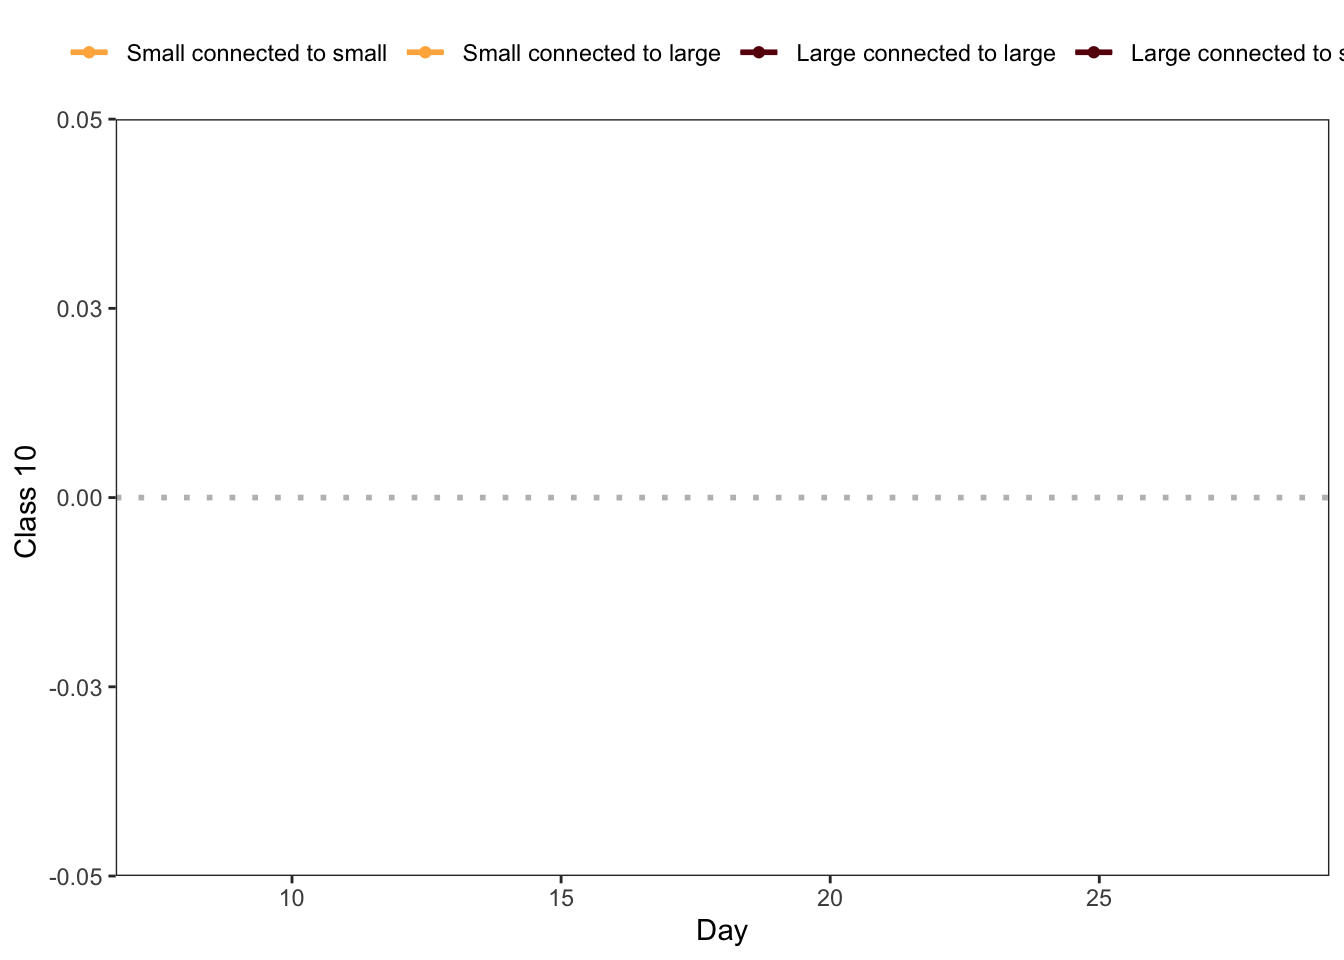 Small connected to small Small connected to large Large connected to large Large connected to
0.05
0.03
0.00
-0.03
-0.05
Class 10
10 15 20 25
Day